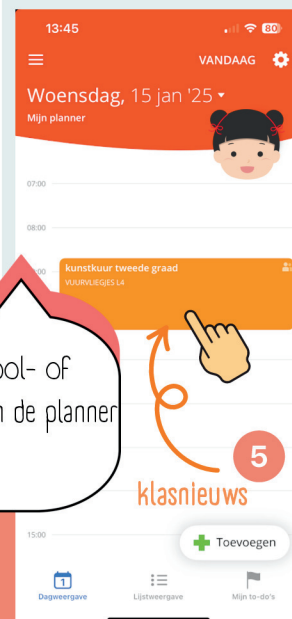 13:45
80
VANDAAG
Woensdag, 15 jan '25
Mijn planner
07:00
08:00
kunstkuur tweede graad
VUURVLIEGJES L4
of
de planner
5
klasnieuws
15:00
Toevoegen
1
Dagweergave
Lijstweergave
Mijn to-do's